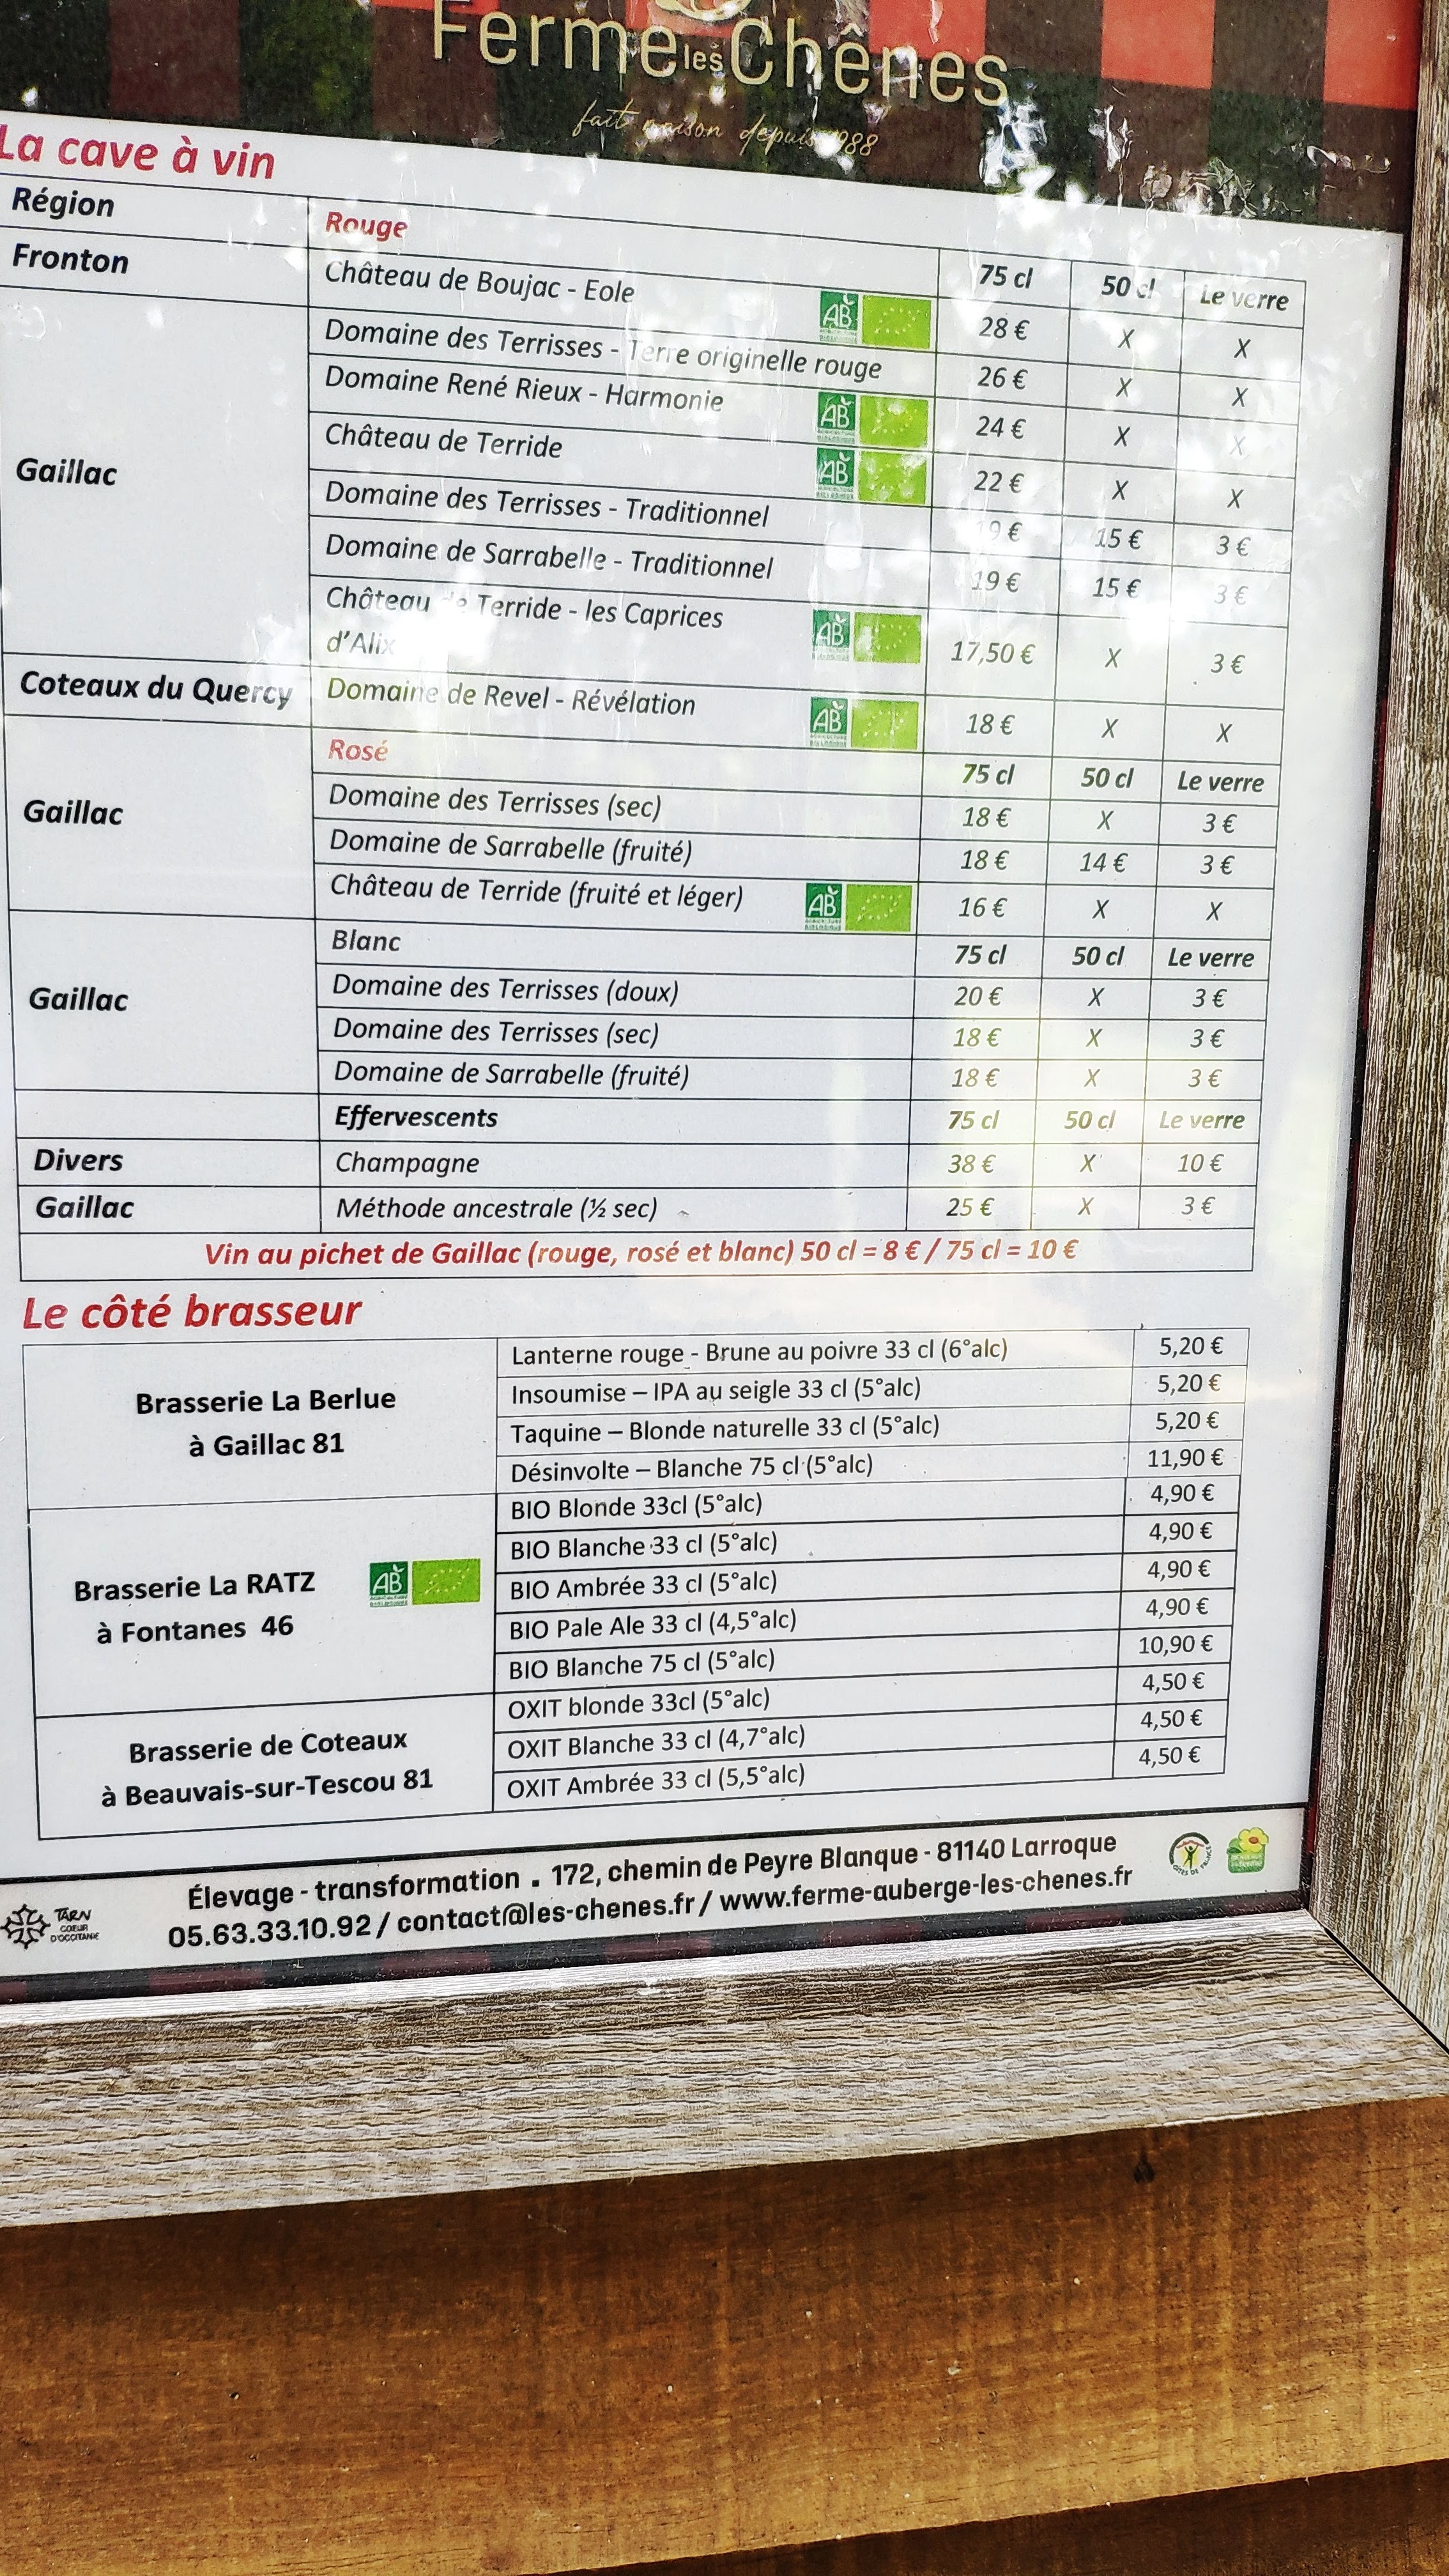 Ferme les Chênes
fait maison depuis 1988
La cave à vin
Région Rouge 75 cl 50 cl Le verre
Fronton Château de Boujac - Eole AB 28 € X X
Gaillac
Domaine des Terrisses - Terre originelle rouge 26 € X X
Domaine René Rieux - Harmonie AB 24 € X X
Château de Terride AB 22 € X X
Domaine des Terrisses - Traditionnel 19 € 15 € 3 €
Domaine de Sarrabelle - Traditionnel 19 € 15 € 3 €
Château de Terride - les Caprices
d'Alix AB 17,50 € X 3 €
Coteaux du Quercy Domaine de Revel - Révélation AB 18 € X X
Rosé 75 cl 50 cl Le verre
Gaillac
Domaine des Terrisses (sec) 18 € X 3 €
Domaine de Sarrabelle (fruité) 18 € 14 € 3 €
Château de Terride (fruité et léger) AB 16 € X X
Blanc 75 cl 50 cl Le verre
Gaillac
Domaine des Terrisses (doux) 20 € X 3 €
Domaine des Terrisses (sec) 18 € X 3 €
Domaine de Sarrabelle (fruité) 18 € X 3 €
Effervescents 75 cl 50 cl Le verre
Divers Champagne 38 € X 10 €
Gaillac Méthode ancestrale (½ sec) 25 € X 3 €
Vin au pichet de Gaillac (rouge, rosé et blanc) 50 cl = 8 € / 75 cl = 10 €
Le côté brasseur
Brasserie La Berlue
à Gaillac 81
Lanterne rouge - Brune au poivre 33 cl (6°alc) 5,20 €
Insoumise – IPA au seigle 33 cl (5°alc) 5,20 €
Taquine – Blonde naturelle 33 cl (5°alc) 5,20 €
Désinvolte – Blanche 75 cl (5°alc) 11,90 €
Brasserie La RATZ AB
à Fontanes 46
BIO Blonde 33cl (5°alc) 4,90 €
BIO Blanche 33 cl (5°alc) 4,90 €
BIO Ambrée 33 cl (5°alc) 4,90 €
BIO Pale Ale 33 cl (4,5°alc) 4,90 €
BIO Blanche 75 cl (5°alc) 10,90 €
Brasserie de Coteaux
à Beauvais-sur-Tescou 81
OXIT blonde 33cl (5°alc) 4,50 €
OXIT Blanche 33 cl (4,7°alc) 4,50 €
OXIT Ambrée 33 cl (5,5°alc) 4,50 €
Élevage - transformation . 172, chemin de Peyre Blanque - 81140 Larroque
05.63.33.10.92 / contact@les-chenes.fr / www.ferme-auberge-les-chenes.fr
TARN
COEUR
D'OCCITANIE